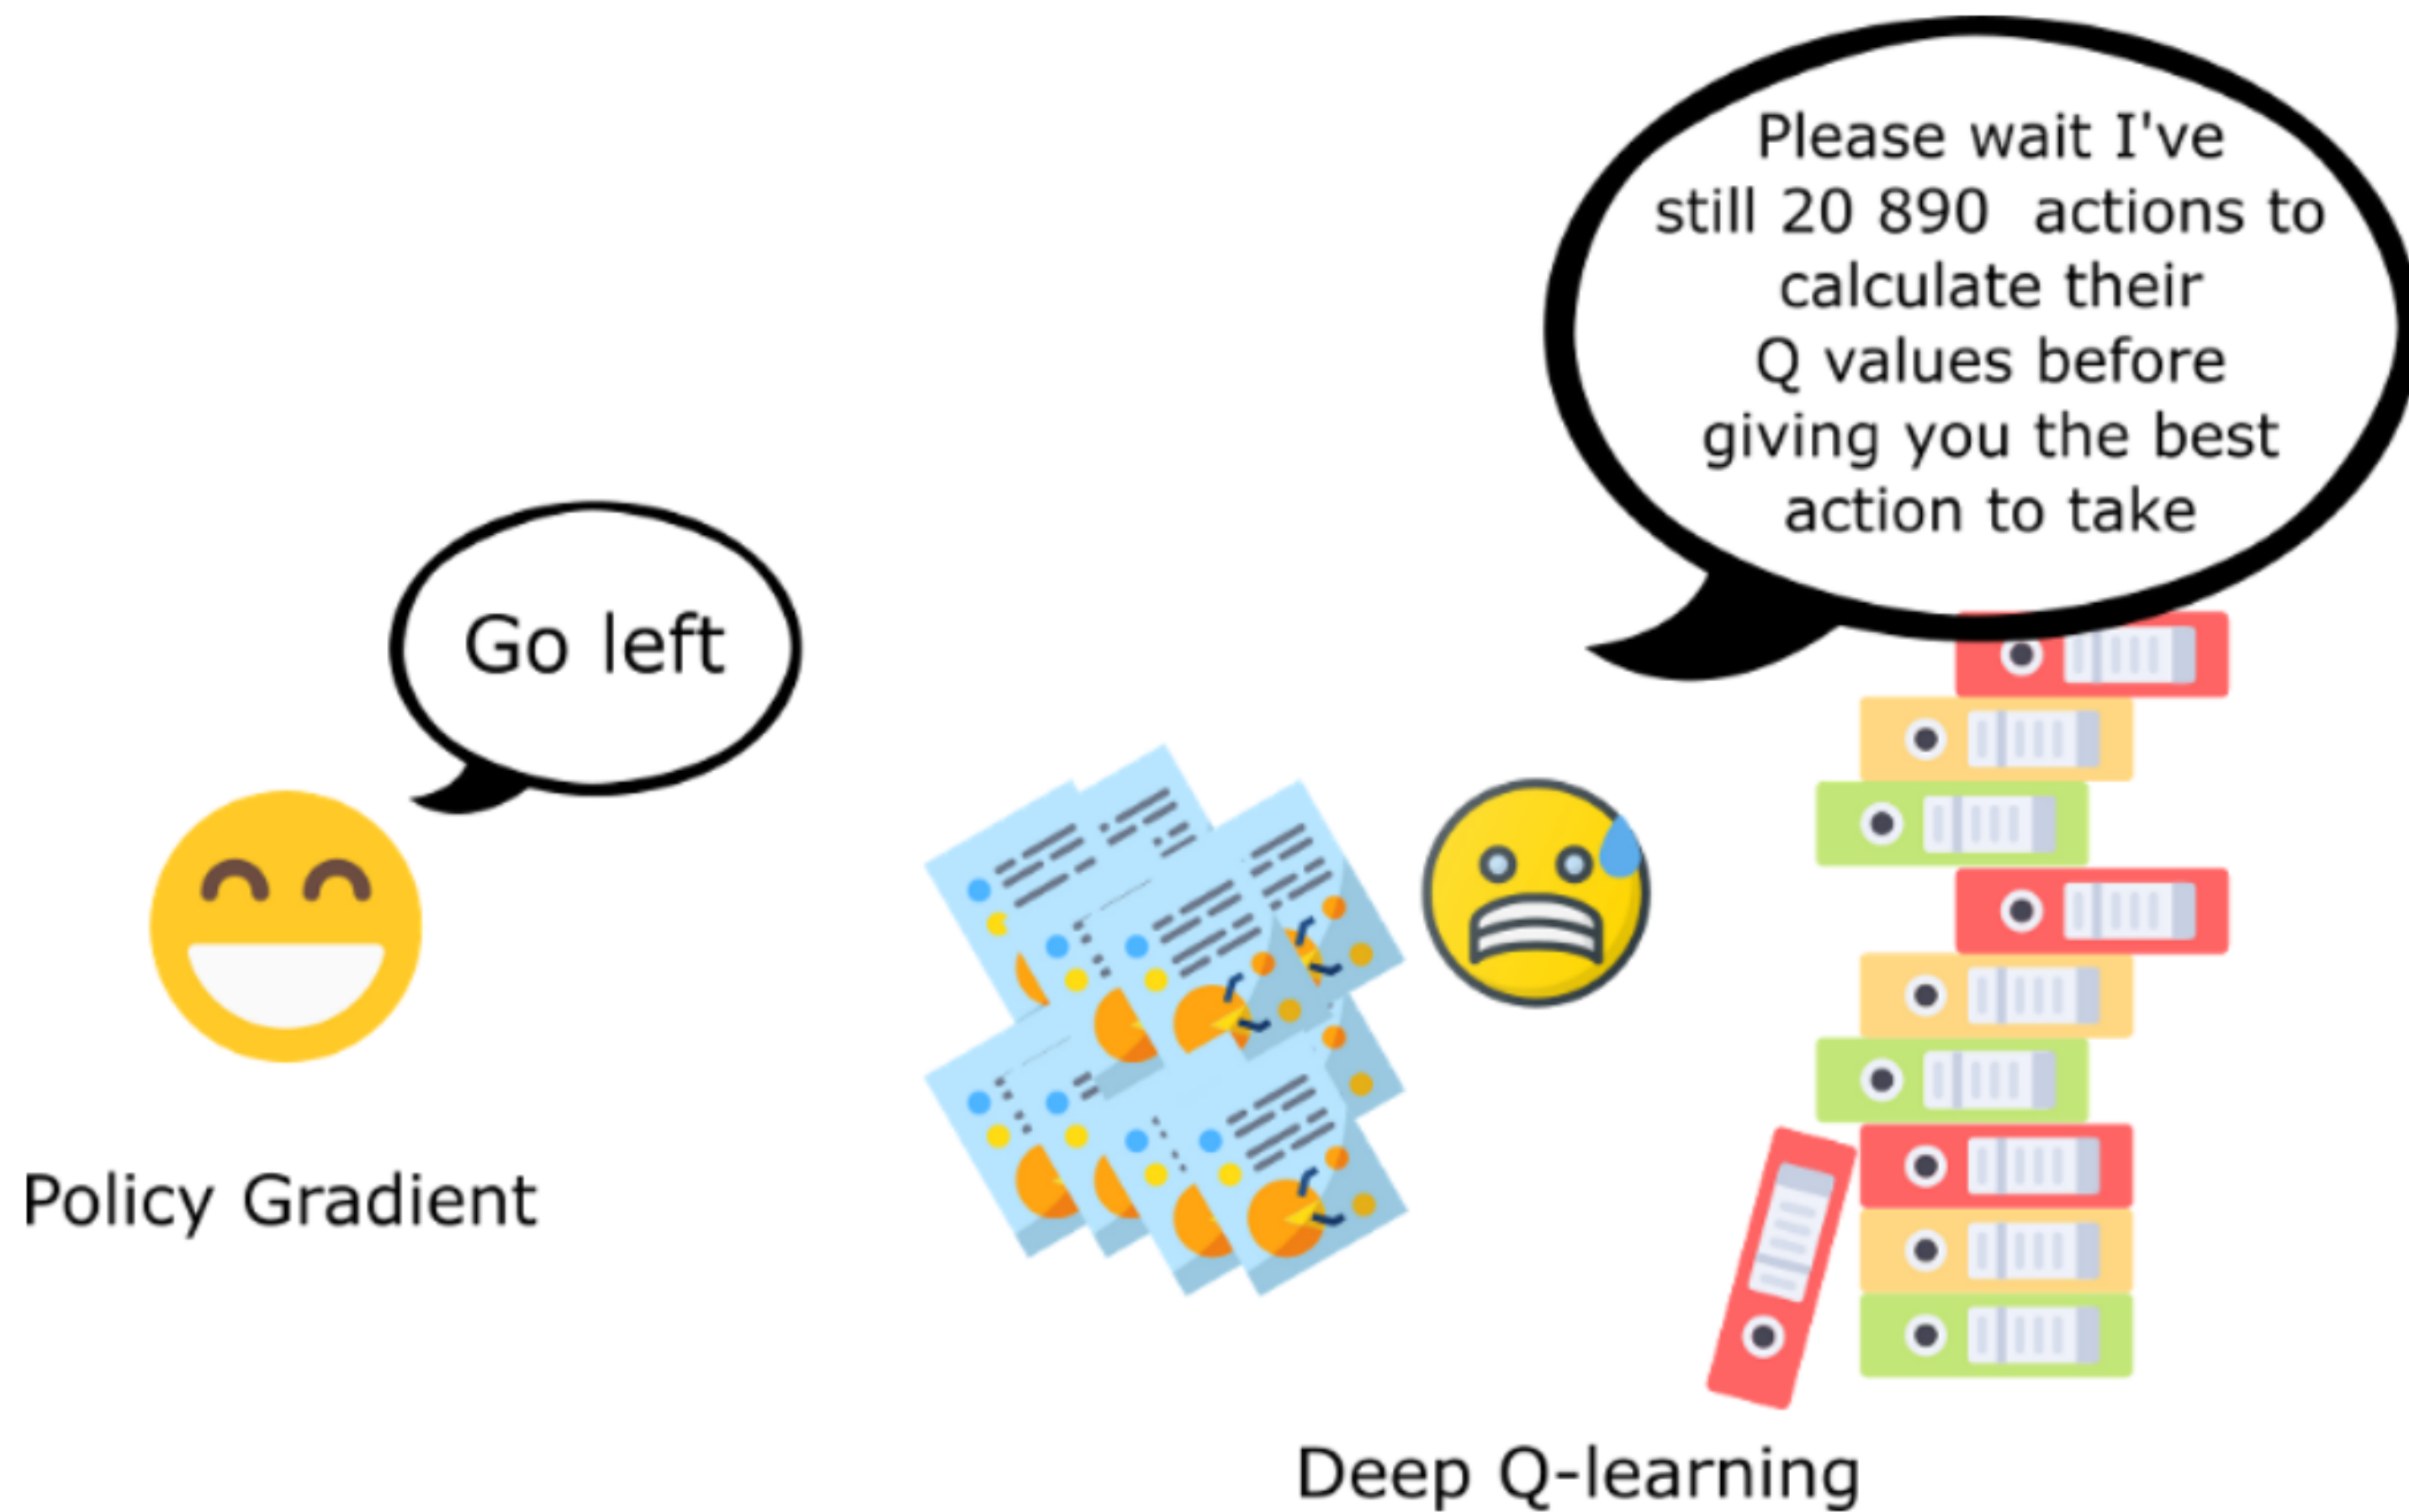 Please wait I've
still 20 890  actions to
calculate their
Q values before
giving you the best
action to take
Go left
Policy Gradient
Deep Q-learning